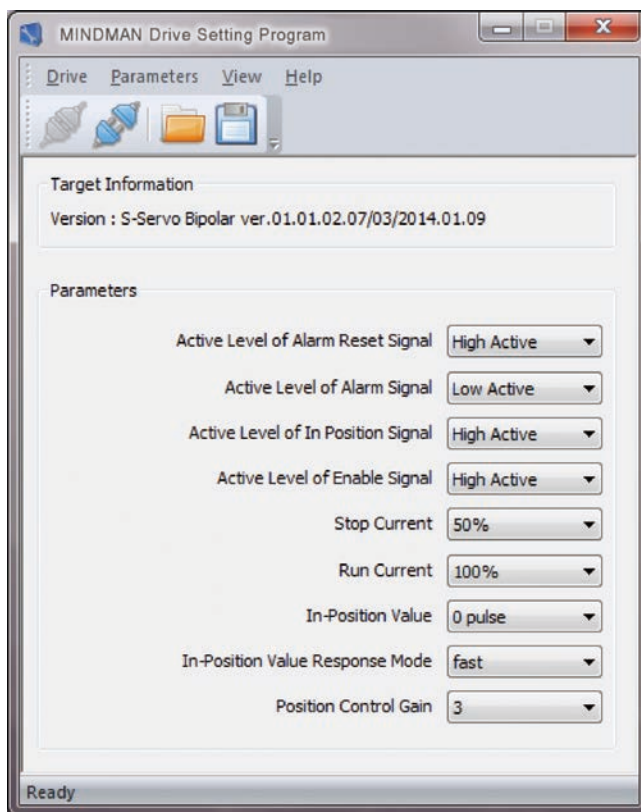 MINDMAN Drive Setting Program
Drive Parameters View Help
Target Information
Version : S-Servo Bipolar ver.01.01.02.07/03/2014.01.09
Parameters
Active Level of Alarm Reset Signal High Active
Active Level of Alarm Signal Low Active
Active Level of In Position Signal High Active
Active Level of Enable Signal High Active
Stop Current 50%
Run Current 100%
In-Position Value 0 pulse
In-Position Value Response Mode fast
Position Control Gain 3
Ready